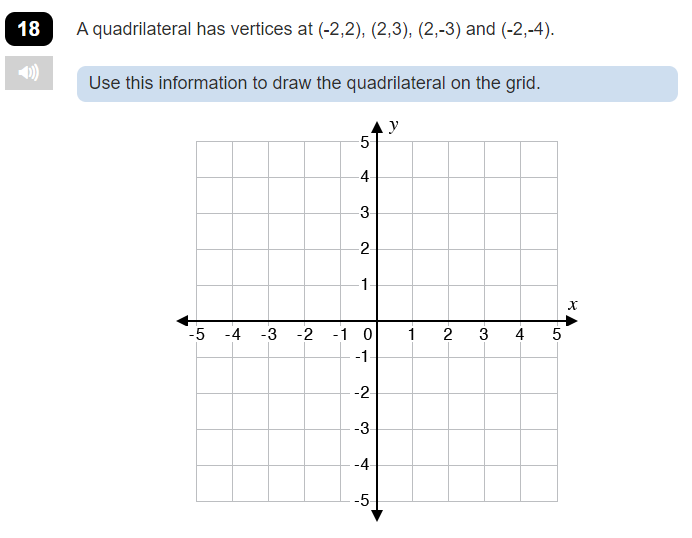 18 A quadrilateral has vertices at (-2,2), (2,3), (2,-3) and (-2,-4).
Use this information to draw the quadrilateral on the grid.
y
5
4
3
2
1
x
-5 -4 -3 -2 -1 0 1 2 3 4 5
-1
-2
-3
-4
-5